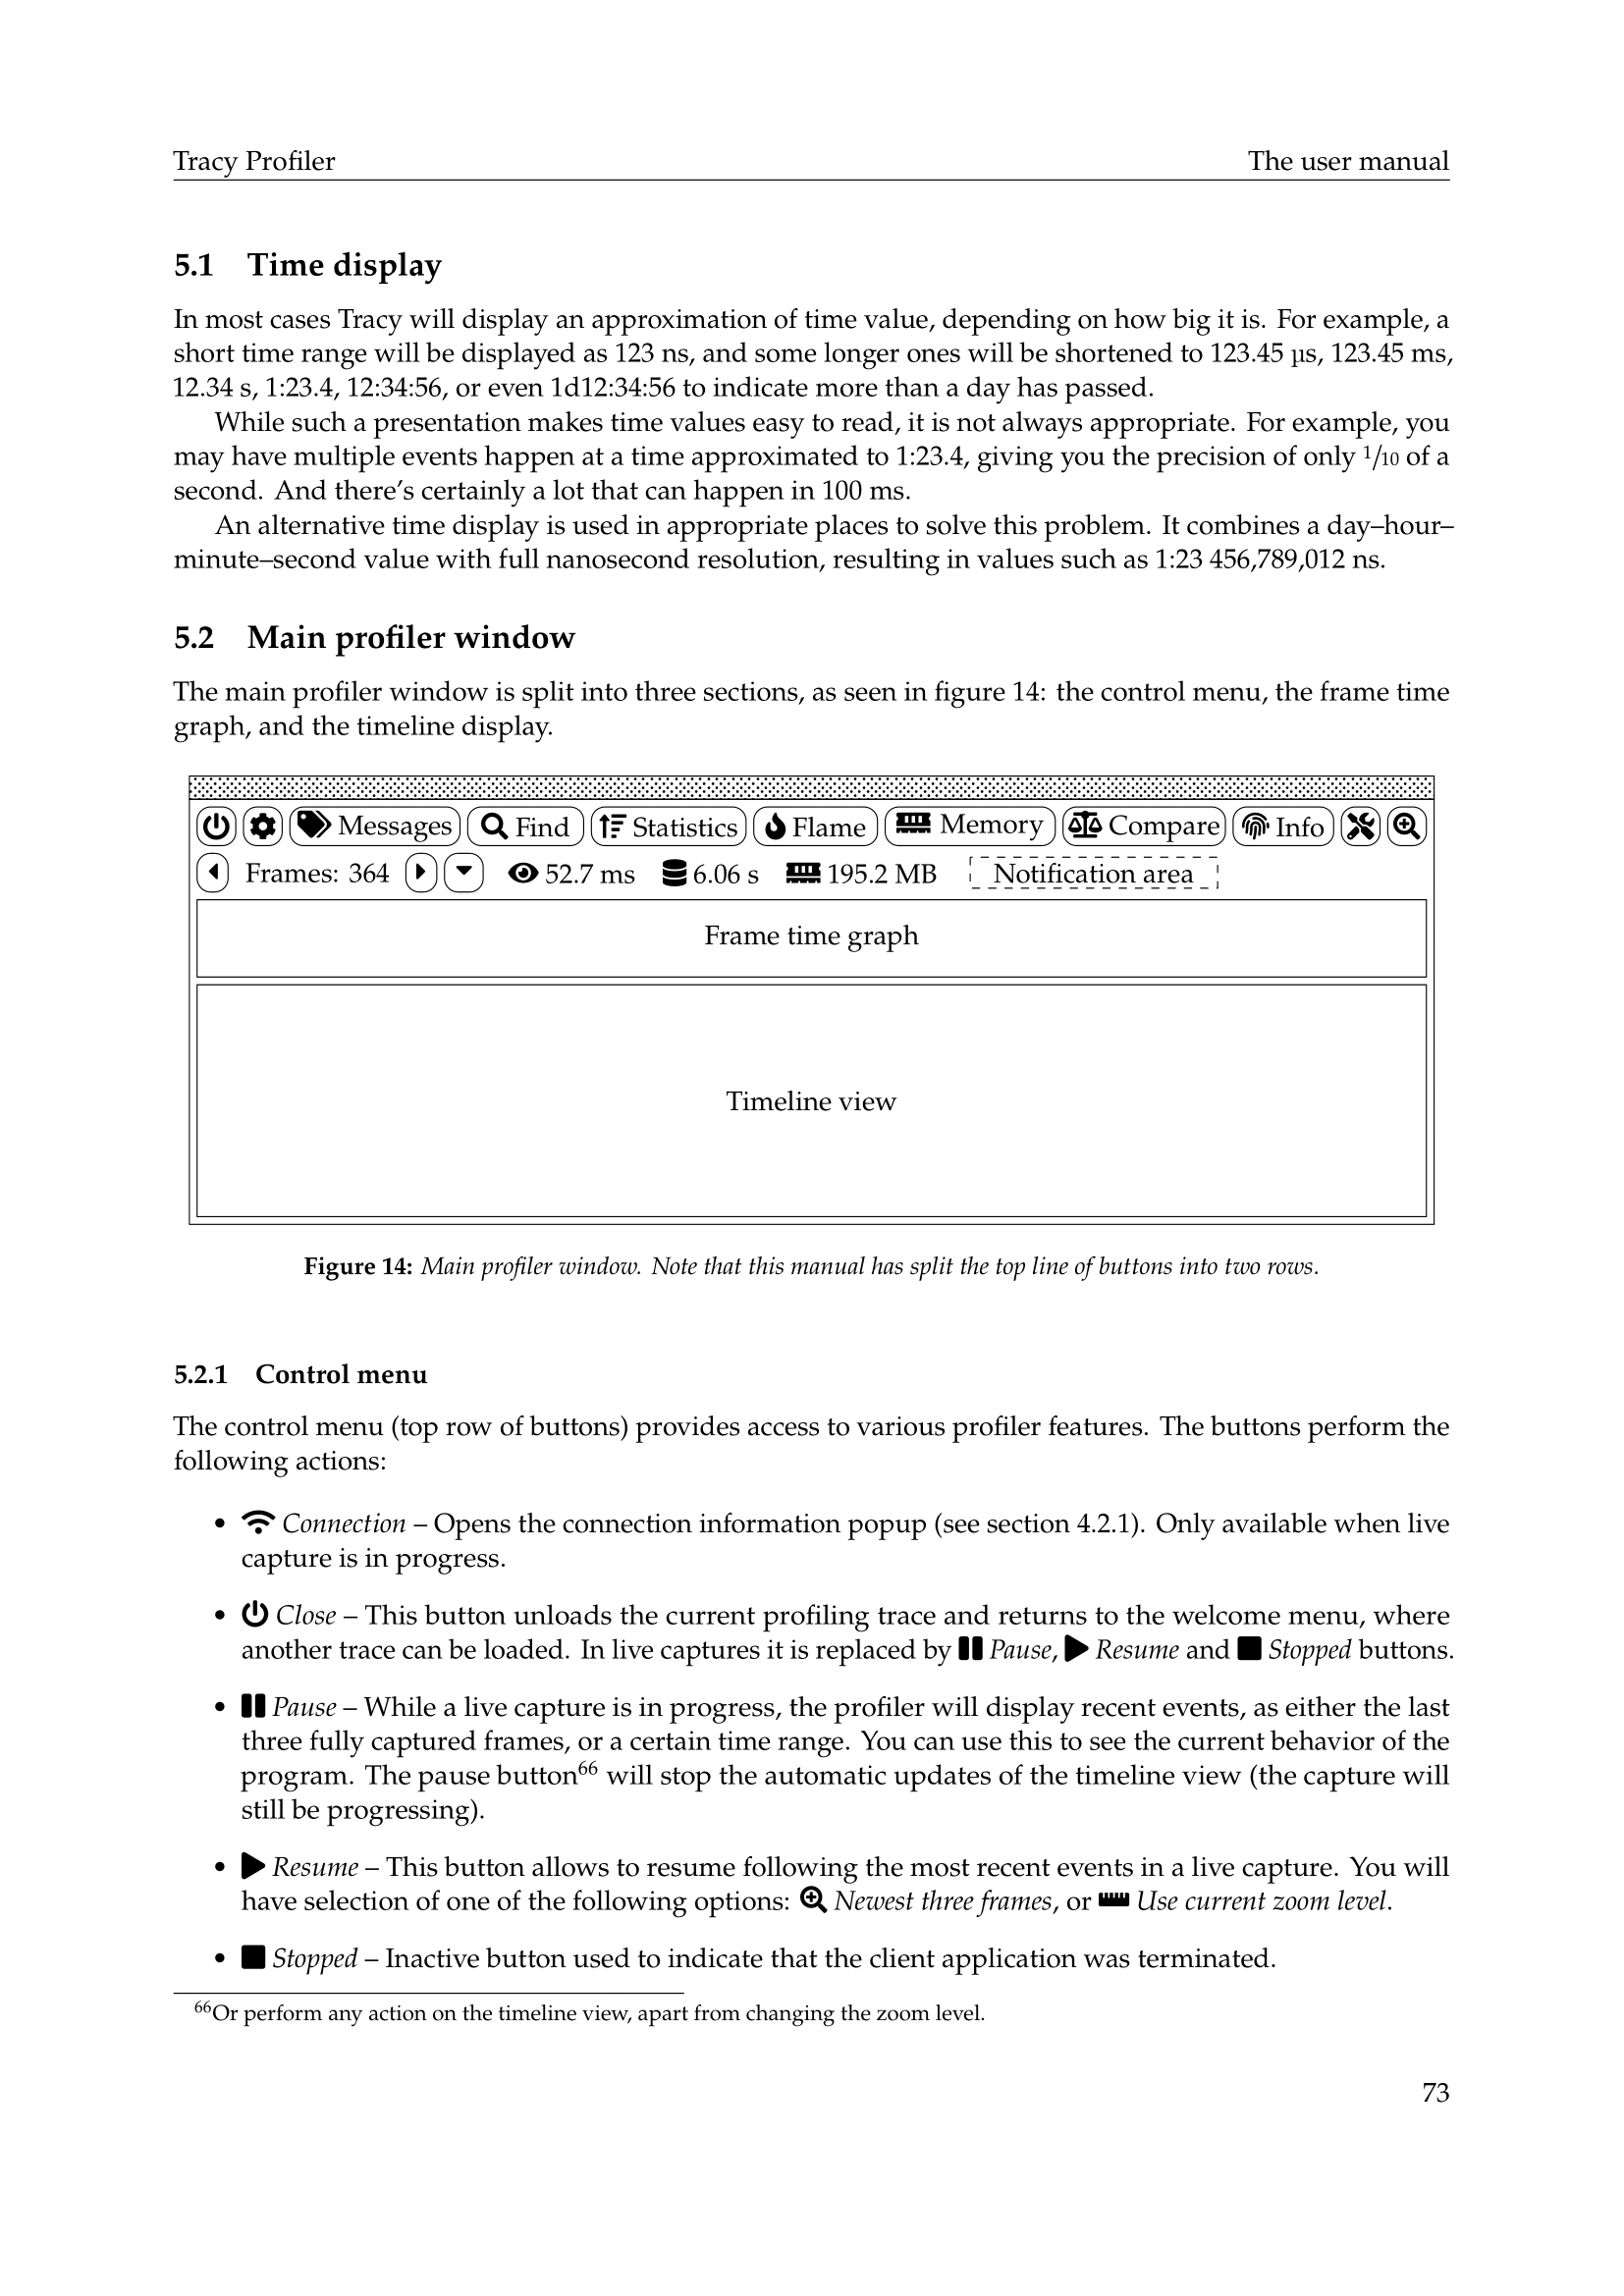 Tracy Profiler The user manual
5.1 Time display
In most cases Tracy will display an approximation of time value, depending on how big it is. For example, a
short time range will be displayed as 123 ns, and some longer ones will be shortened to 123.45 µs, 123.45 ms,
12.34 s, 1:23.4, 12:34:56, or even 1d12:34:56 to indicate more than a day has passed.
While such a presentation makes time values easy to read, it is not always appropriate. For example, you
may have multiple events happen at a time approximated to 1:23.4, giving you the precision of only 1/10 of a
second. And there's certainly a lot that can happen in 100 ms.
An alternative time display is used in appropriate places to solve this problem. It combines a day–hour–
minute–second value with full nanosecond resolution, resulting in values such as 1:23 456,789,012 ns.
5.2 Main profiler window
The main profiler window is split into three sections, as seen in figure 14: the control menu, the frame time
graph, and the timeline display.
Messages Find Statistics Flame Memory Compare Info
Frames: 364 52.7 ms 6.06 s 195.2 MB Notification area
Frame time graph
Timeline view
Figure 14: Main profiler window. Note that this manual has split the top line of buttons into two rows.
5.2.1 Control menu
The control menu (top row of buttons) provides access to various profiler features. The buttons perform the
following actions:
• Connection – Opens the connection information popup (see section 4.2.1). Only available when live
capture is in progress.
• Close – This button unloads the current profiling trace and returns to the welcome menu, where
another trace can be loaded. In live captures it is replaced by Pause, Resume and Stopped buttons.
• Pause – While a live capture is in progress, the profiler will display recent events, as either the last
three fully captured frames, or a certain time range. You can use this to see the current behavior of the
program. The pause button66 will stop the automatic updates of the timeline view (the capture will
still be progressing).
• Resume – This button allows to resume following the most recent events in a live capture. You will
have selection of one of the following options: Newest three frames, or Use current zoom level.
• Stopped – Inactive button used to indicate that the client application was terminated.
66Or perform any action on the timeline view, apart from changing the zoom level.
73